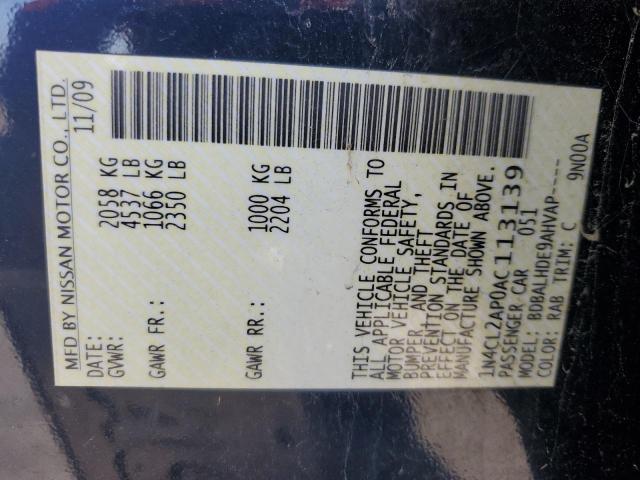 MFD BY NISSAN MOTOR CO., LTD.
DATE: 11/09
GVWR: 2058 KG
4537 LB
GAWR FR.: 1066 KG
2350 LB
GAWR RR.: 1000 KG
2204 LB
THIS VEHICLE CONFORMS TO
ALL APPLICABLE FEDERAL
MOTOR VEHICLE SAFETY,
BUMPER, AND THEFT
PREVENTION STANDARDS IN
EFFECT ON THE DATE OF
MANUFACTURE SHOWN ABOVE.
1N4CL2AP0AC113139
PASSENGER CAR 051
MODEL: BDBALHDE9AHVAP-----
COLOR: RAB TRIM: C 9N00A